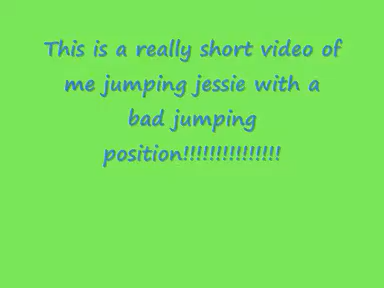 This is a really short video of
me jumping jessie with a
bad jumping
position!!!!!!!!!!!!!!!